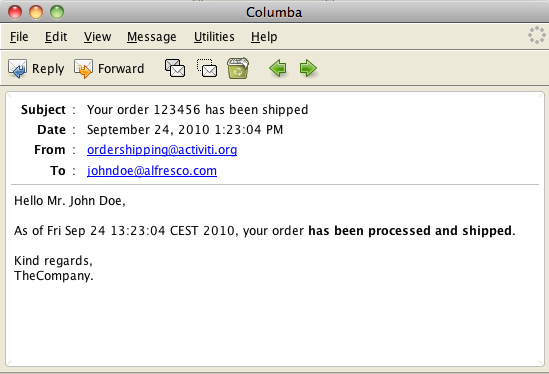 Columba
File Edit View Message Utilities Help
Reply Forward
Subject : Your order 123456 has been shipped
Date : September 24, 2010 1:23:04 PM
From : ordershipping@activiti.org
To : johndoe@alfresco.com
Hello Mr. John Doe,
As of Fri Sep 24 13:23:04 CEST 2010, your order has been processed and shipped.
Kind regards,
TheCompany.